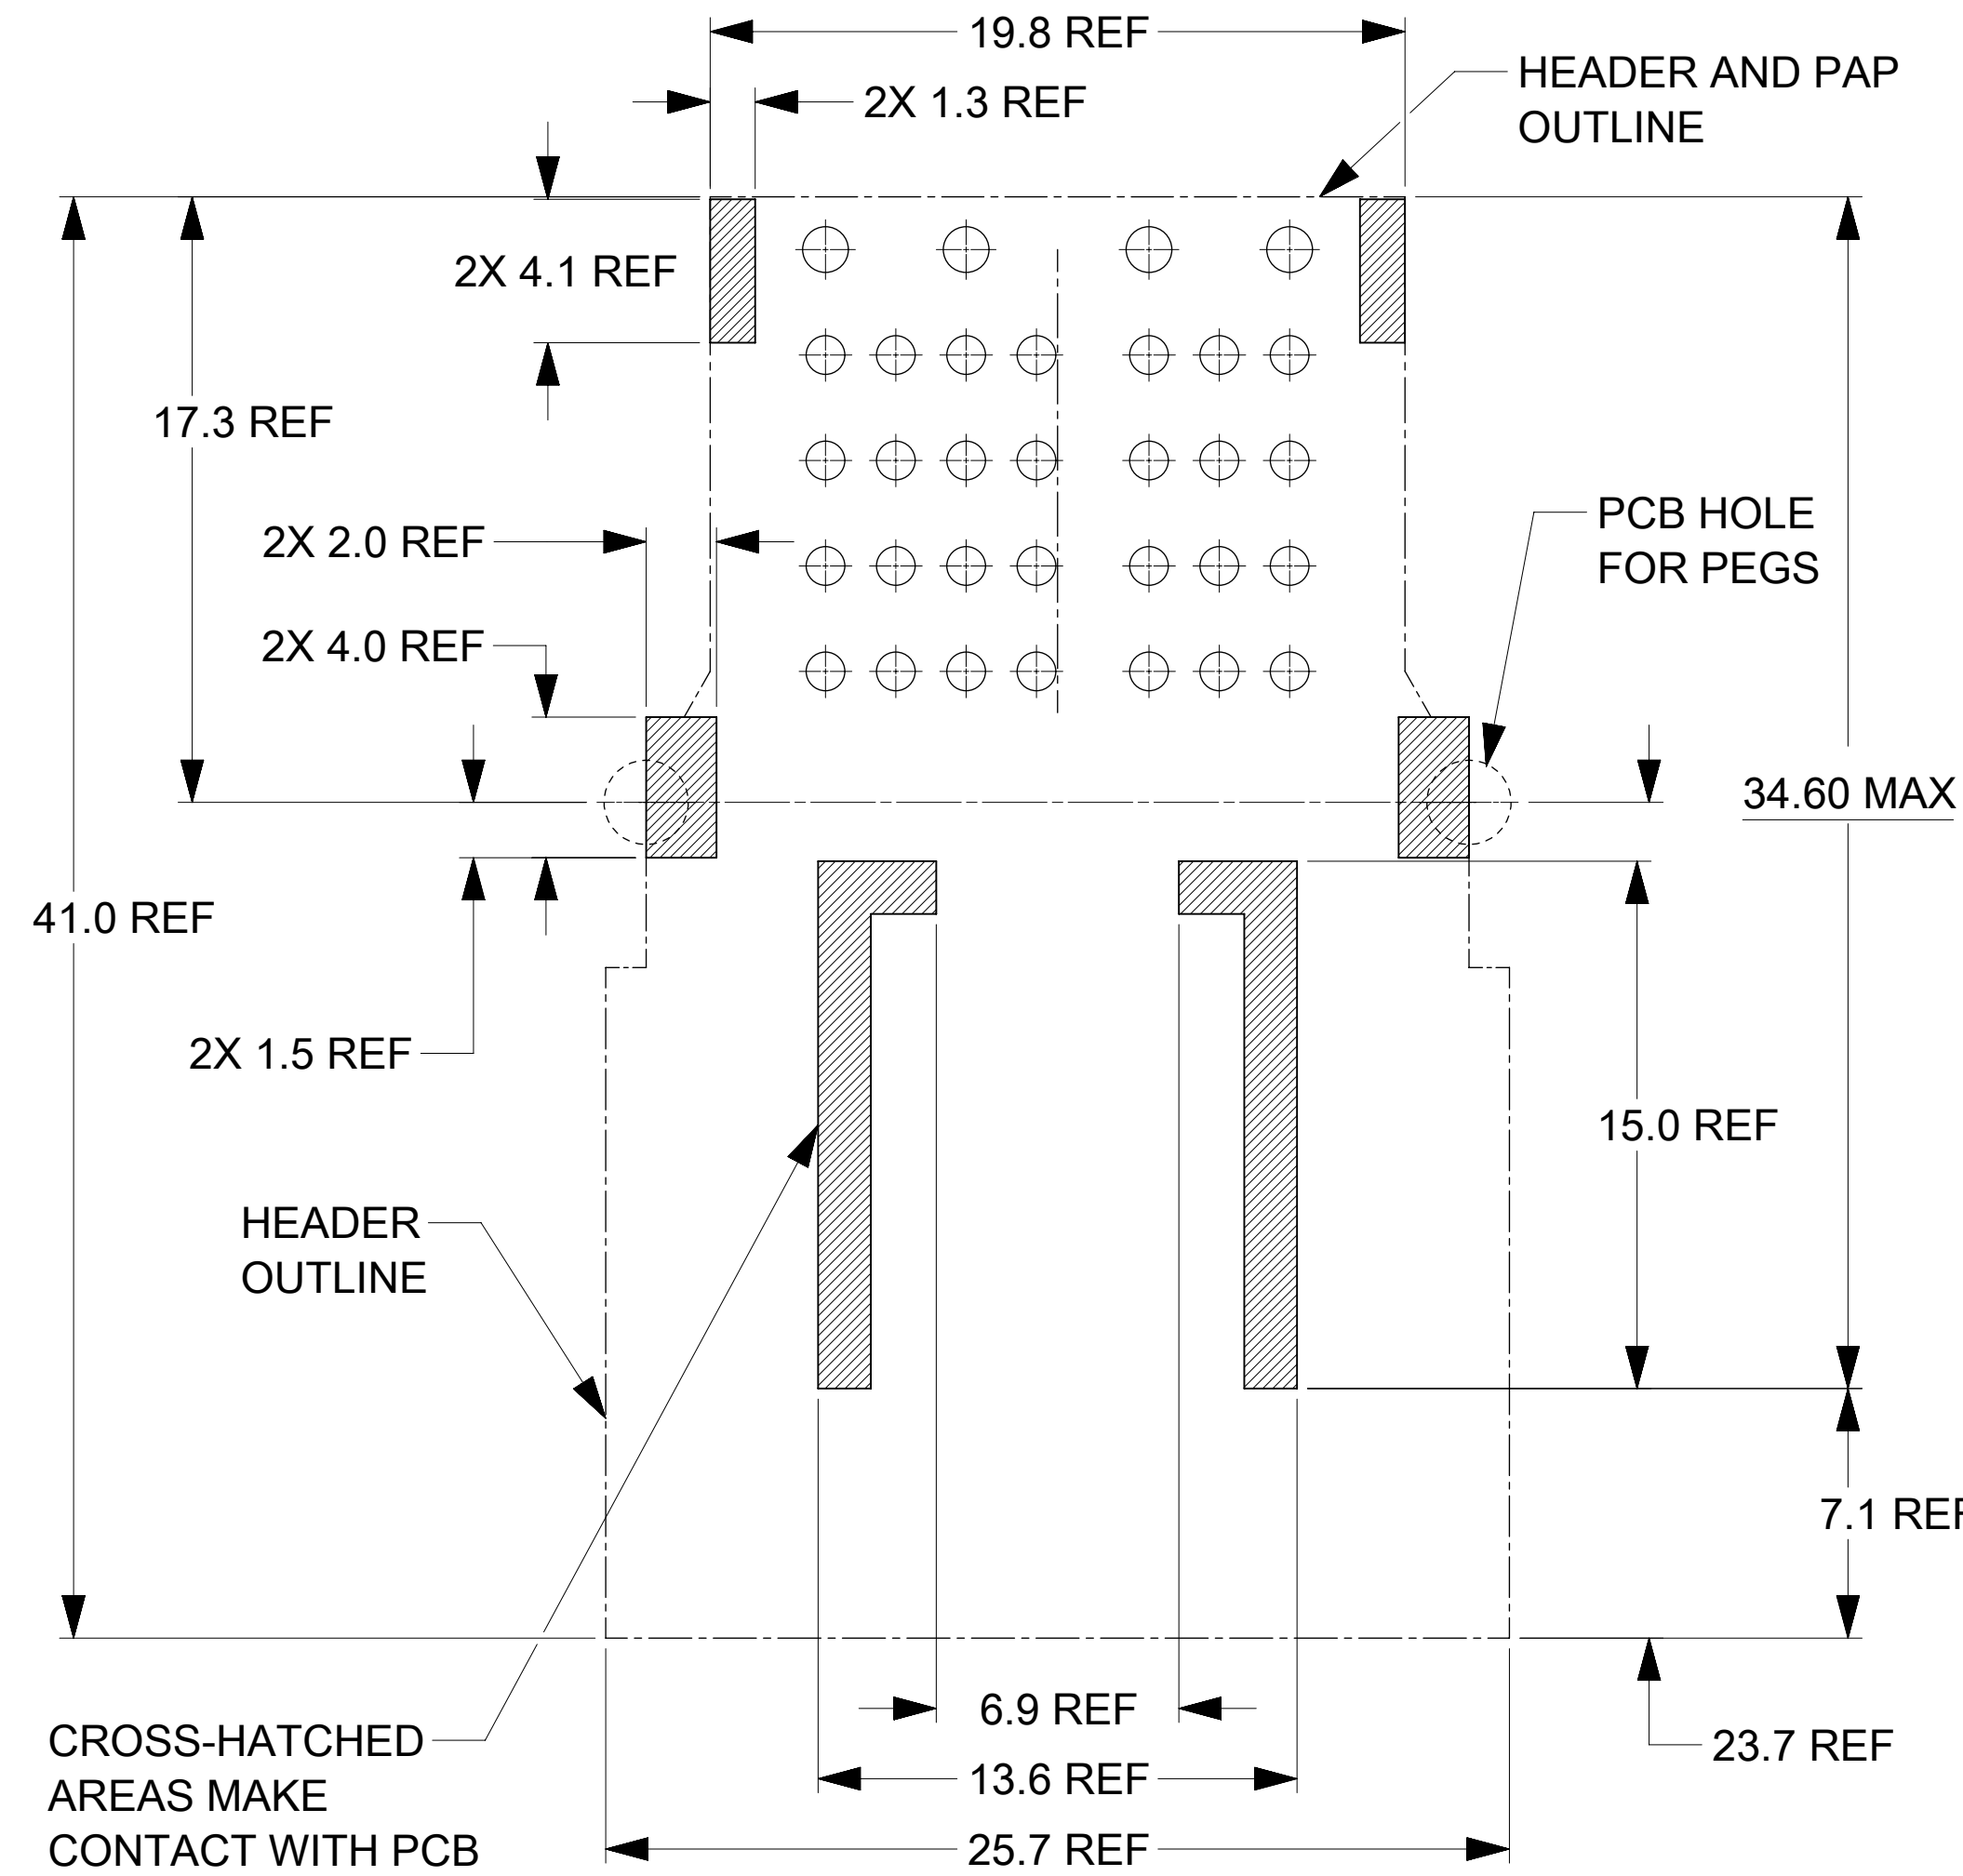 19.8 REF
HEADER AND PAP
OUTLINE
2X 1.3 REF
2X 4.1 REF
17.3 REF
2X 2.0 REF
PCB HOLE
FOR PEGS
2X 4.0 REF
34.60 MAX
41.0 REF
2X 1.5 REF
15.0 REF
HEADER
OUTLINE
7.1 REF
6.9 REF
CROSS-HATCHED
AREAS MAKE
CONTACT WITH PCB
23.7 REF
13.6 REF
25.7 REF